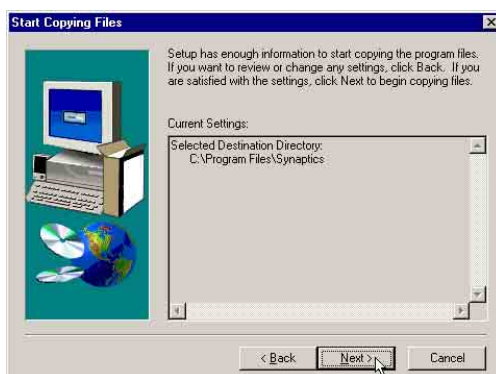 Start Copying Files
Setup has enough information to start copying the program files.
If you want to review or change any settings, click Back. If you
are satisfied with the settings, click Next to begin copying files.
Current Settings:
Selected Destination Directory:
C:\Program Files\Synaptics
< Back
Next >
Cancel